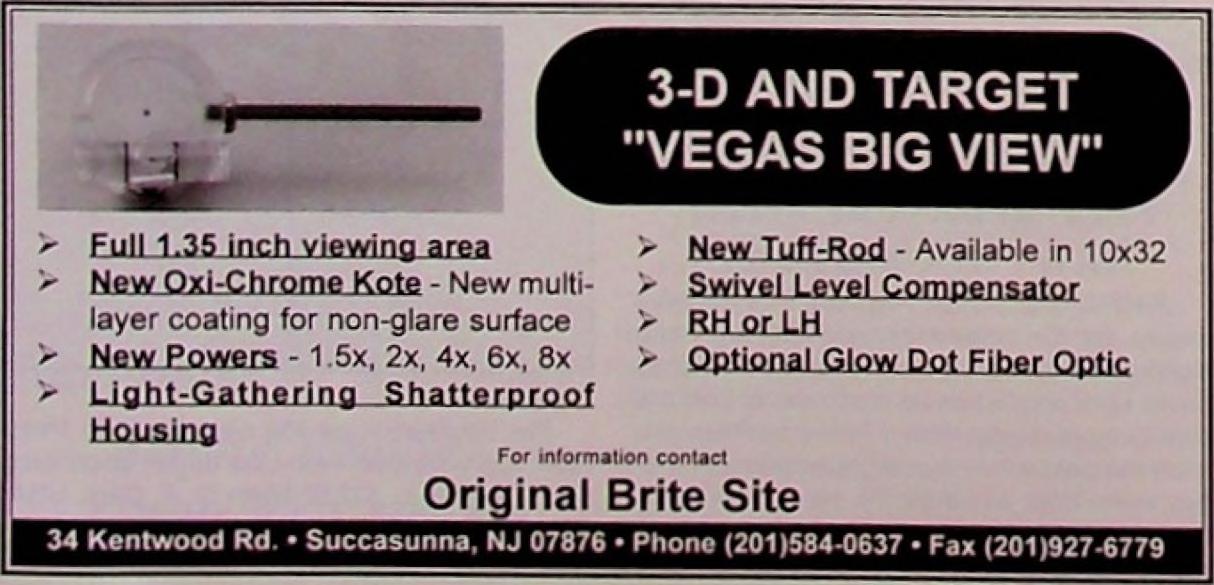 3-D AND TARGET
"VEGAS BIG VIEW"
➢ Full 1.35 inch viewing area
➢ New Oxi-Chrome Kote - New multi-
layer coating for non-glare surface
➢ New Powers - 1.5x, 2x, 4x, 6x, 8x
➢ Light-Gathering Shatterproof
Housing
➢ New Tuff-Rod - Available in 10x32
➢ Swivel Level Compensator
➢ RH or LH
➢ Optional Glow Dot Fiber Optic
For information contact
Original Brite Site
34 Kentwood Rd. • Succasunna, NJ 07876 • Phone (201)584-0637 • Fax (201)927-6779